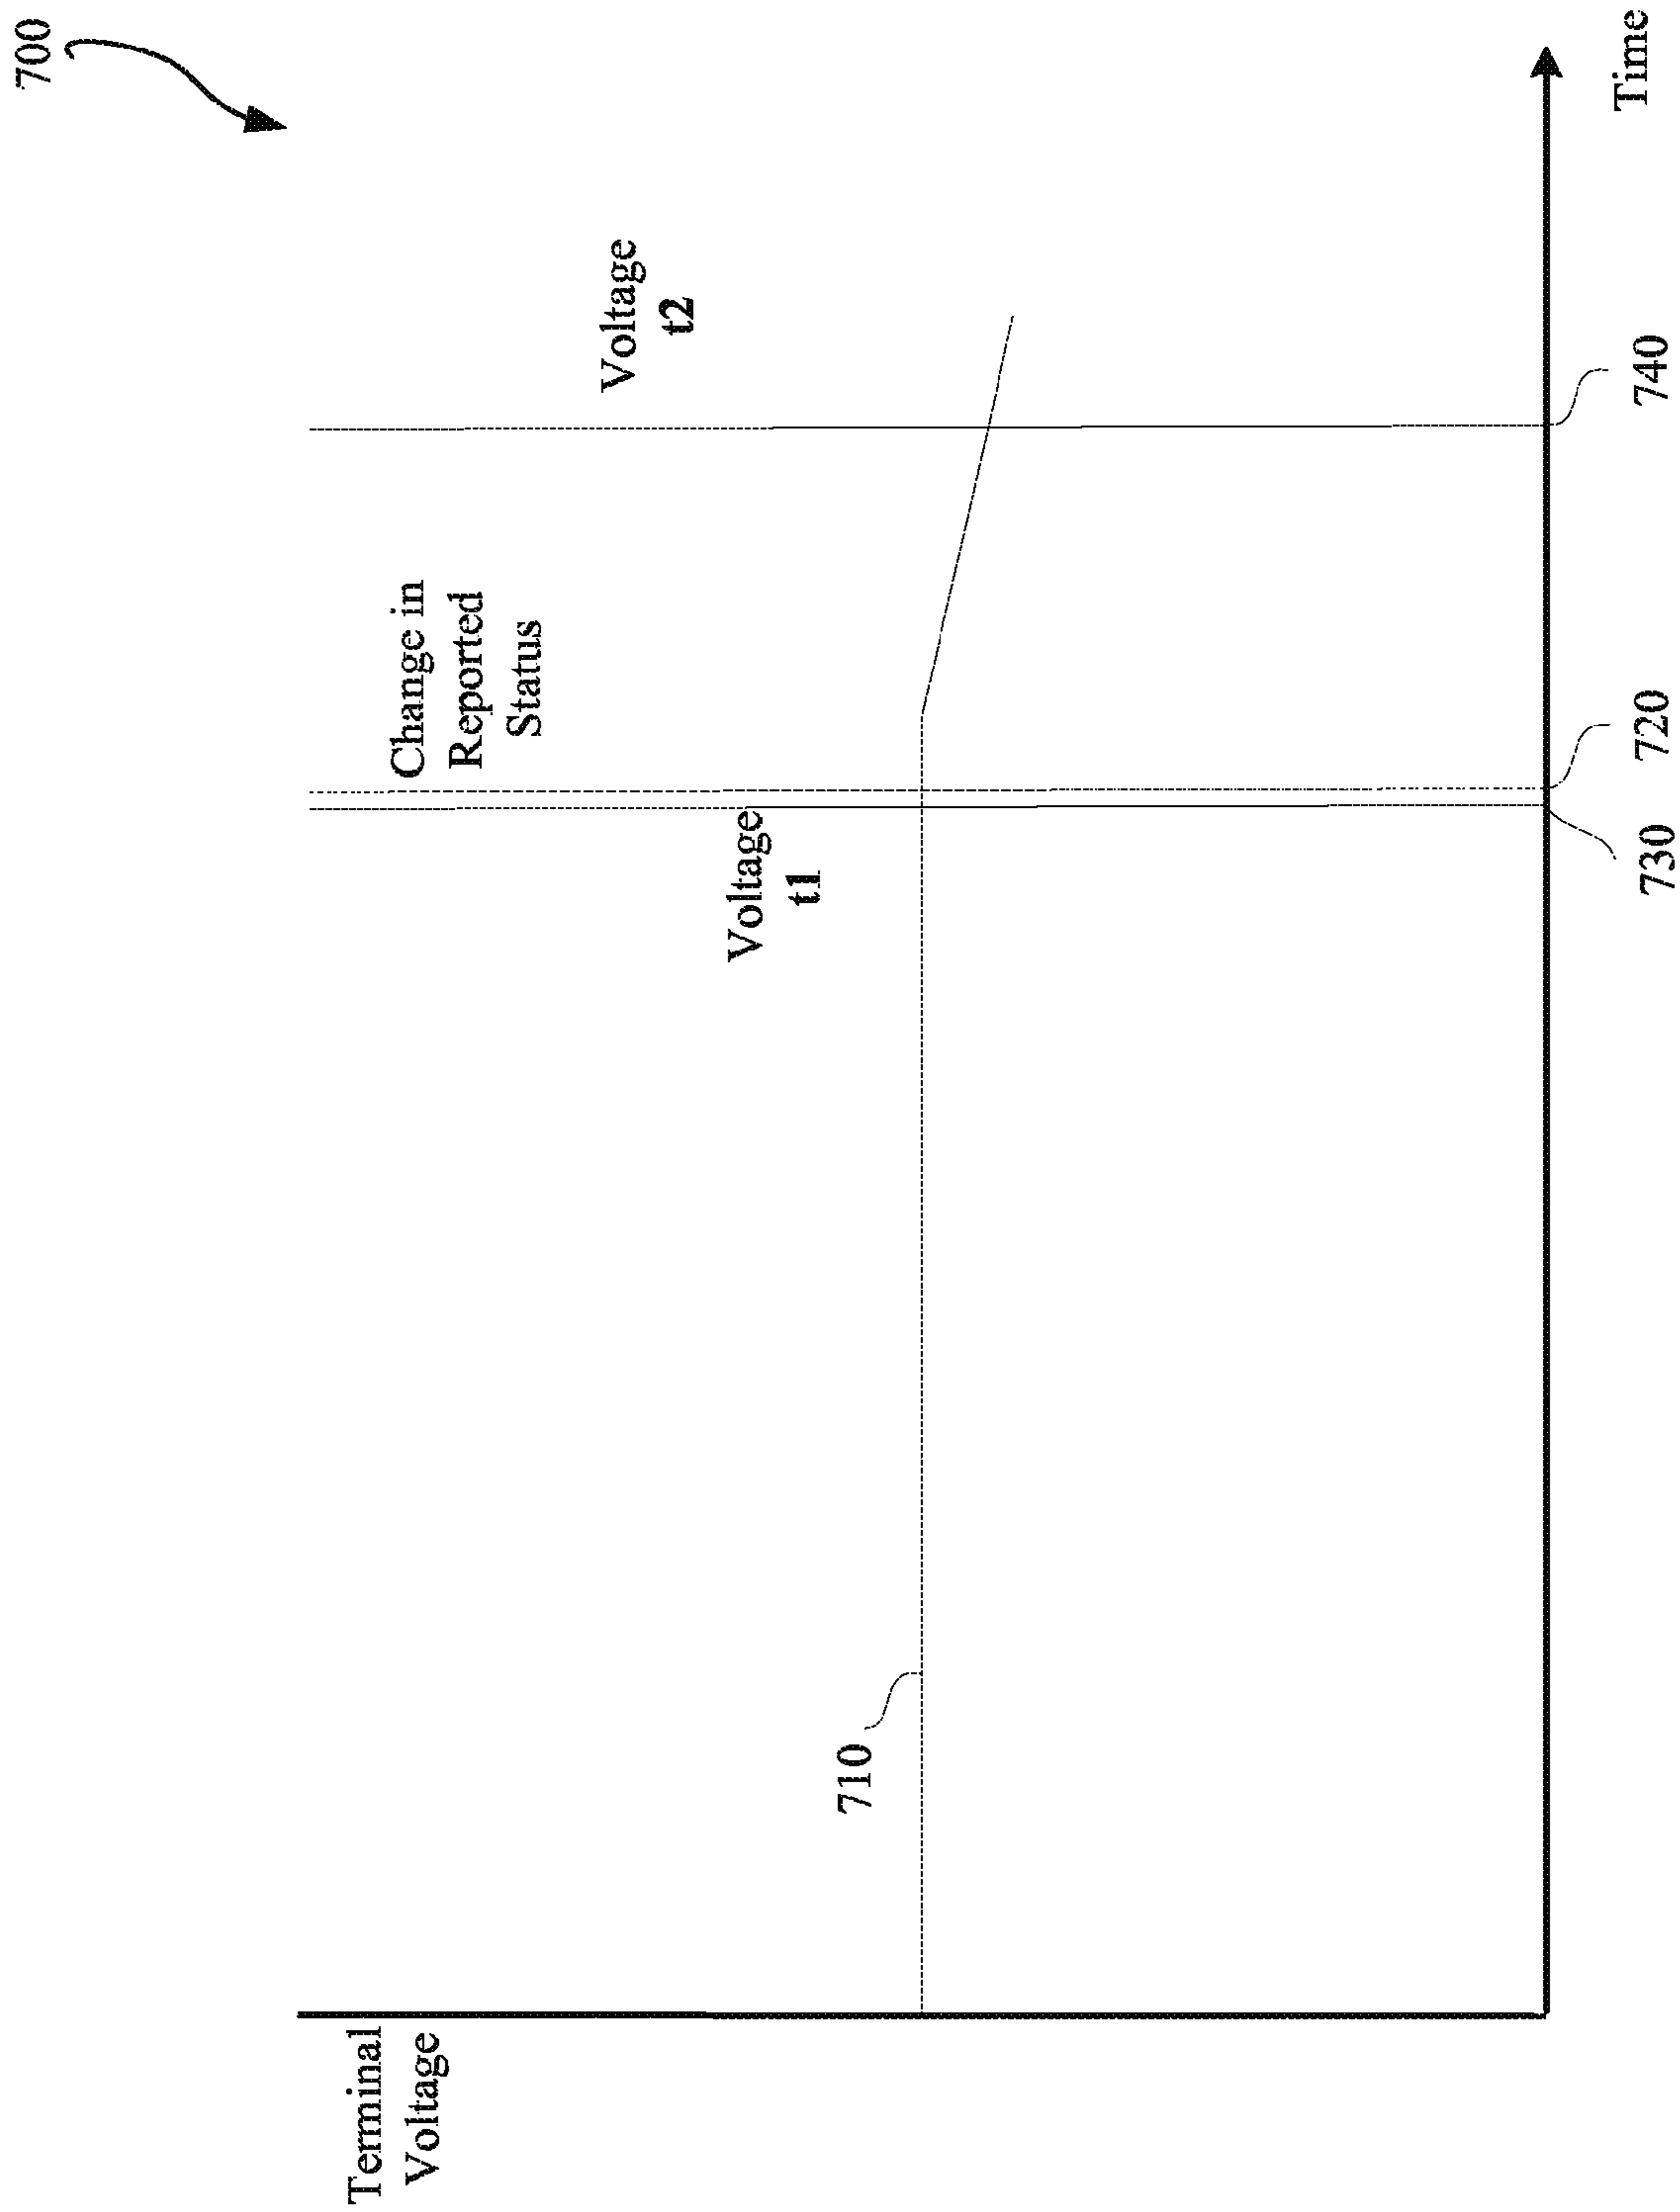 700
Terminal
Voltage
Change in
Reported
Status
Voltage
t2
Voltage
t1
710
730
720
740
Time